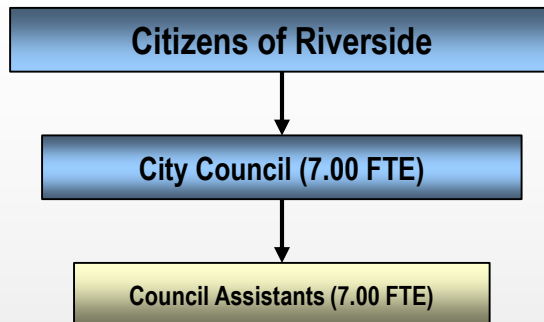 Citizens of Riverside
City Council (7.00 FTE)
Council Assistants (7.00 FTE)